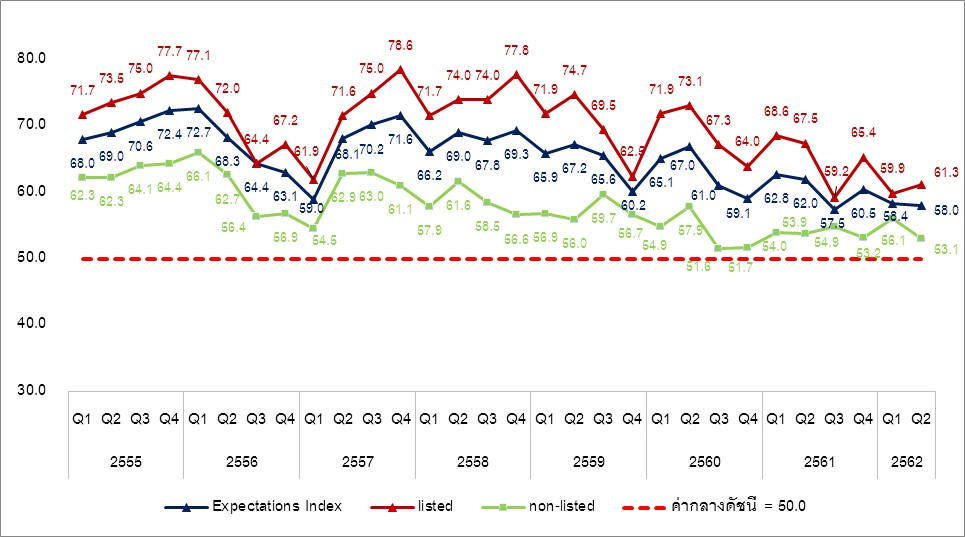 80.0
70.0
60.0
50.0
40.0
30.0
71.7 73.5 75.0 77.7 77.1 72.0 64.4 67.2 61.9 71.6 75.0 78.6 71.7 74.0 74.0 77.8 71.9 74.7 69.5 62.5 71.9 73.1 67.3 64.0 68.6 67.5 59.2 65.4 59.9 61.3
68.0 69.0 70.6 72.4 72.7 68.3 64.4 63.1 59.0 68.1 70.2 71.6 66.2 69.0 67.8 69.3 65.9 67.2 65.6 60.2 65.1 67.0 61.0 59.1 62.8 62.0 57.5 60.5 58.4 58.0
62.3 62.3 64.1 64.4 66.1 62.7 56.4 56.9 54.5 62.9 63.0 61.1 57.9 61.6 58.5 56.6 56.9 56.0 59.7 56.7 54.9 57.9 51.6 51.7 54.0 53.9 54.9 53.2 56.1 53.1
Q1 Q2 Q3 Q4 Q1 Q2 Q3 Q4 Q1 Q2 Q3 Q4 Q1 Q2 Q3 Q4 Q1 Q2 Q3 Q4 Q1 Q2 Q3 Q4 Q1 Q2 Q3 Q4 Q1 Q2
2555 2556 2557 2558 2559 2560 2561 2562
Expectations Index listed non-listed ค่ากลางดัชนี = 50.0